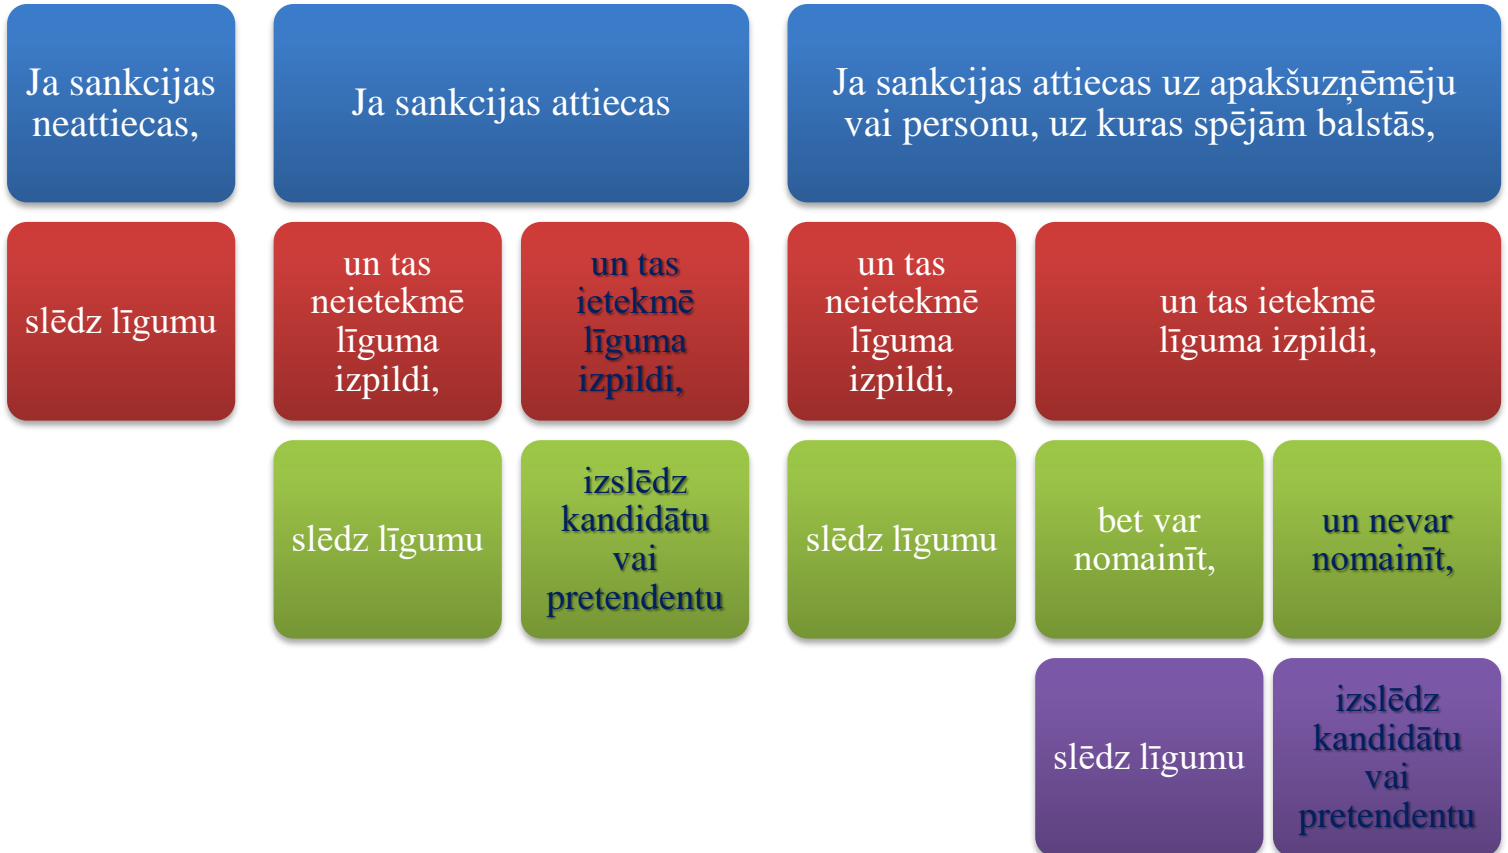 Ja sankcijas
neattiecas,
Ja sankcijas attiecas
Ja sankcijas attiecas uz apakšuzņēmēju
vai personu, uz kuras spējām balstās,
slēdz līgumu
un tas
neietekmē
līguma
izpildi,
un tas
ietekmē
līguma
izpildi,
un tas
neietekmē
līguma
izpildi,
un tas ietekmē
līguma izpildi,
slēdz līgumu
izslēdz
kandidātu
vai
pretendentu
slēdz līgumu
bet var
nomainīt,
un nevar
nomainīt,
slēdz līgumu
izslēdz
kandidātu
vai
pretendentu